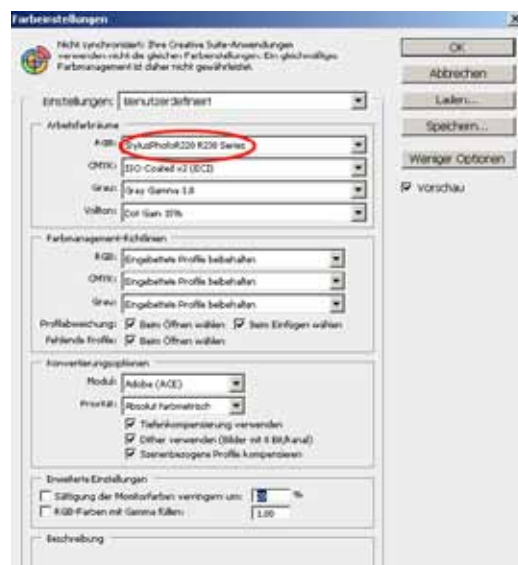 Farbeinstellungen
Nicht synchronisiert: Ihre Creative Suite-Anwendungen
verwenden nicht die gleichen Farbeinstellungen. Ein gleichmäßiges
Farbmanagement ist daher nicht gewährleistet.
OK
Abbrechen
Laden...
Speichern...
Weniger Optionen
Vorschau
Einstellungen: Benutzerdefiniert
Arbeitsfarbräume
RGB: StylusPhotoR220 R230 Series
CMYK: ISO Coated v2 (ECI)
Grau: Gray Gamma 1.8
Vollton: Dot Gain 15%
Farbmanagement-Richtlinien
RGB: Eingebettete Profile beibehalten
CMYK: Eingebettete Profile beibehalten
Grau: Eingebettete Profile beibehalten
Profilabweichung: Beim Öffnen wählen Beim Einfügen wählen
Fehlende Profile: Beim Öffnen wählen
Konvertierungsoptionen
Modul: Adobe (ACE)
Priorität: Absolut farbmetrisch
Tiefenkompensierung verwenden
Dither verwenden (Bilder mit 8 Bit/Kanal)
Szenenbezogene Profile kompensieren
Erweiterte Einstellungen
Sättigung der Monitorfarben verringern um: 20 %
RGB-Farben mit Gamma füllen: 1.00
Beschreibung